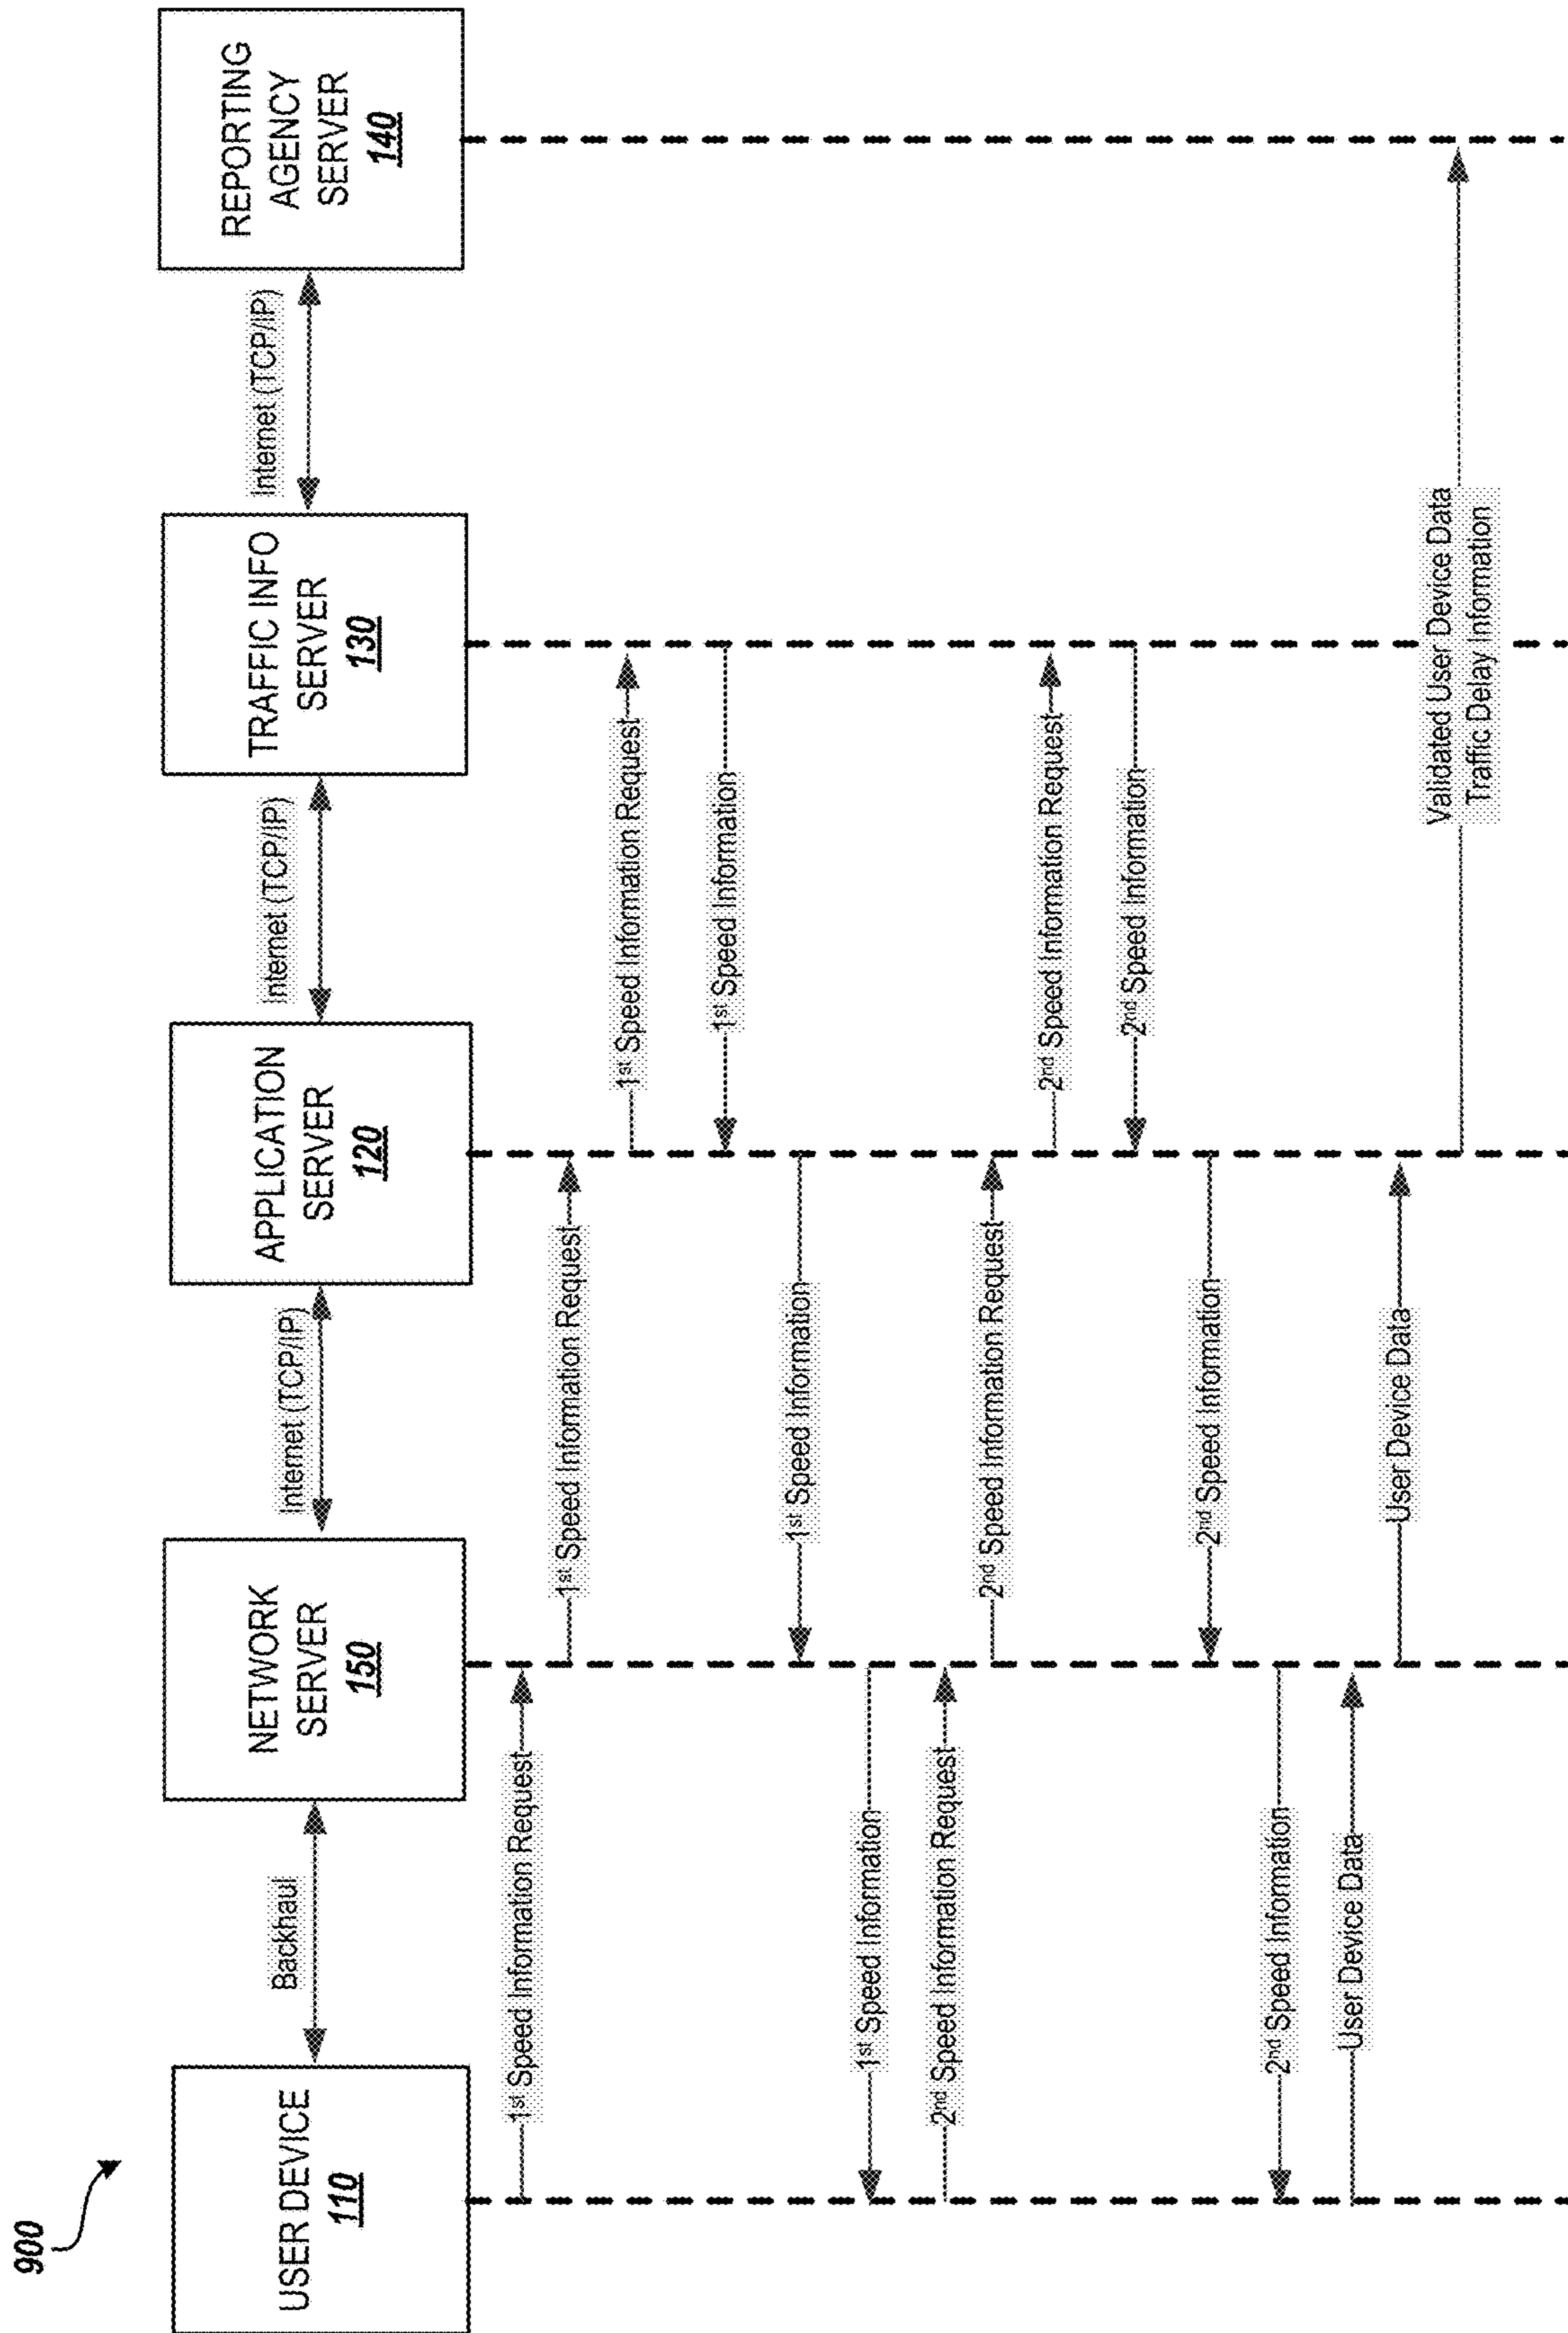 900
USER DEVICE
110
Backhaul
NETWORK
SERVER
150
Internet (TCP/IP)
APPLICATION
SERVER
120
Internet (TCP/IP)
TRAFFIC INFO
SERVER
130
Internet (TCP/IP)
REPORTING
AGENCY
SERVER
140
1st Speed Information Request
1st Speed Information Request
1st Speed Information Request
1st Speed Information
1st Speed Information
1st Speed Information
2nd Speed Information Request
2nd Speed Information Request
2nd Speed Information Request
2nd Speed Information
2nd Speed Information
2nd Speed Information
User Device Data
User Device Data
Validated User Device Data
Traffic Delay Information